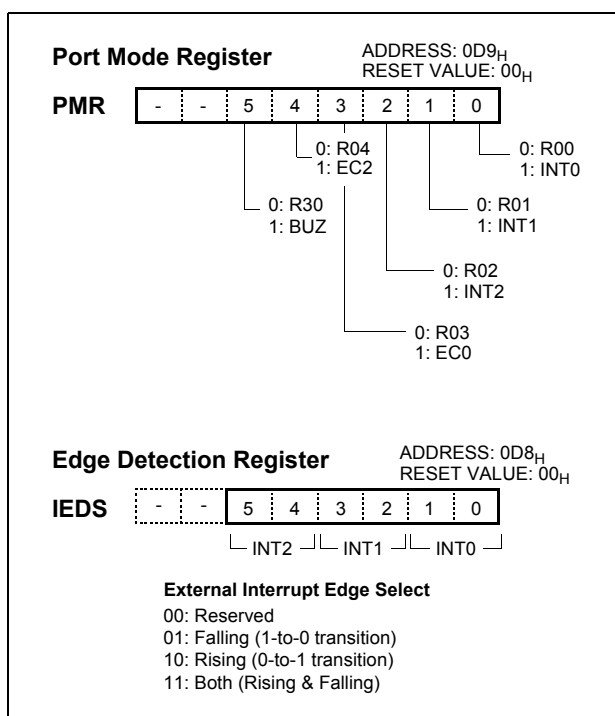 Port Mode Register
ADDRESS: 0D9H
RESET VALUE: 00H
PMR - - 5 4 3 2 1 0
0: R04
1: EC2
0: R00
1: INT0
0: R30
1: BUZ
0: R01
1: INT1
0: R02
1: INT2
0: R03
1: EC0
Edge Detection Register
ADDRESS: 0D8H
RESET VALUE: 00H
IEDS - - 5 4 3 2 1 0
INT2 INT1 INT0
External Interrupt Edge Select
00: Reserved
01: Falling (1-to-0 transition)
10: Rising (0-to-1 transition)
11: Both (Rising & Falling)